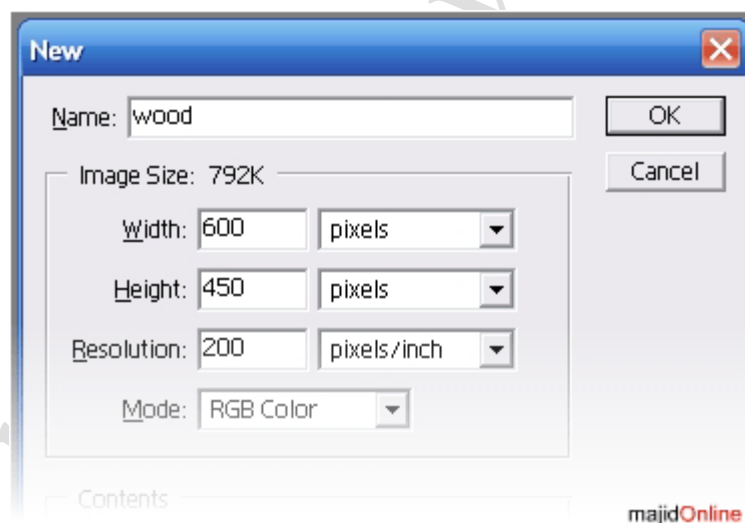 New
Name: wood
OK
Image Size: 792K
Cancel
Width: 600 pixels
Height: 450 pixels
Resolution: 200 pixels/inch
Mode: RGB Color
Contents
majidOnline